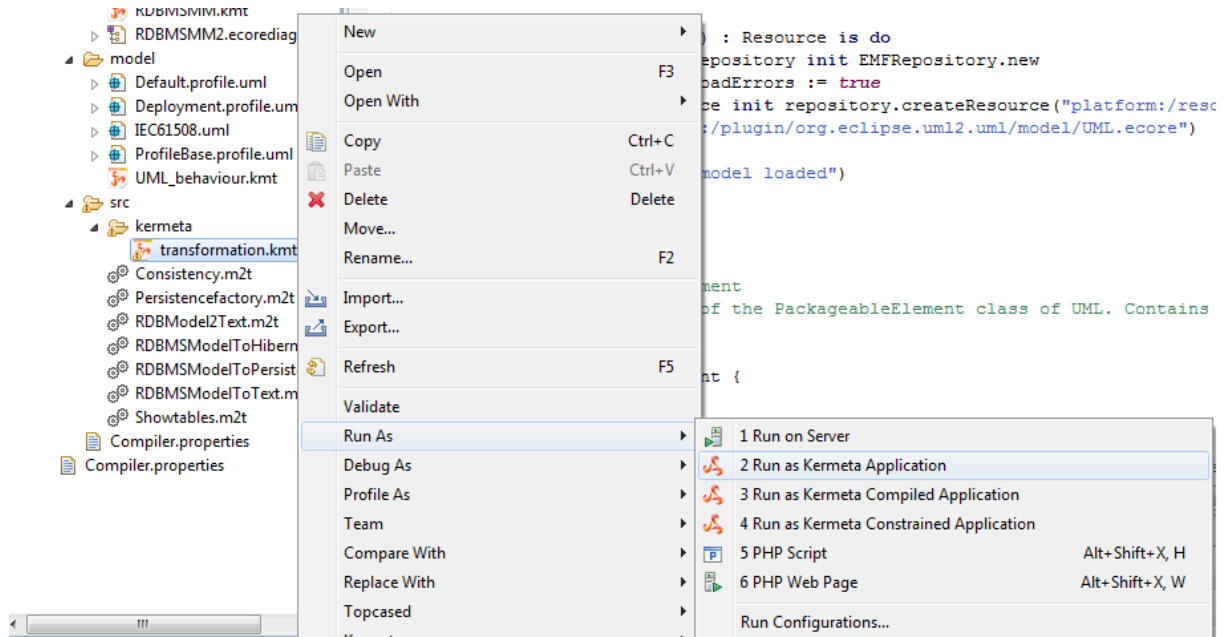 RDBMSMM.kmt
RDBMSMM2.ecorediag
model
Default.profile.uml
Deployment.profile.um
IEC61508.uml
ProfileBase.profile.uml
UML_behaviour.kmt
src
kermeta
transformation.kmt
Consistency.m2t
Persistencefactory.m2t
RDBModel2Text.m2t
RDBMSModelToHibern
RDBMSModelToPersist
RDBMSModelToText.m
Showtables.m2t
Compiler.properties
Compiler.properties
New
Open F3
Open With
Copy Ctrl+C
Paste Ctrl+V
Delete Delete
Move...
Rename... F2
Import...
Export...
Refresh F5
Validate
Run As
Debug As
Profile As
Team
Compare With
Replace With
Topcased
) : Resource is do
epository init EMFRepository.new
oadErrors := true
ce init repository.createResource("platform:/reso
:/plugin/org.eclipse.uml2.uml/model/UML.ecore")
model loaded")
ment
of the PackageableElement class of UML. Contains
nt {
1 Run on Server
2 Run as Kermeta Application
3 Run as Kermeta Compiled Application
4 Run as Kermeta Constrained Application
5 PHP Script Alt+Shift+X, H
6 PHP Web Page Alt+Shift+X, W
Run Configurations...